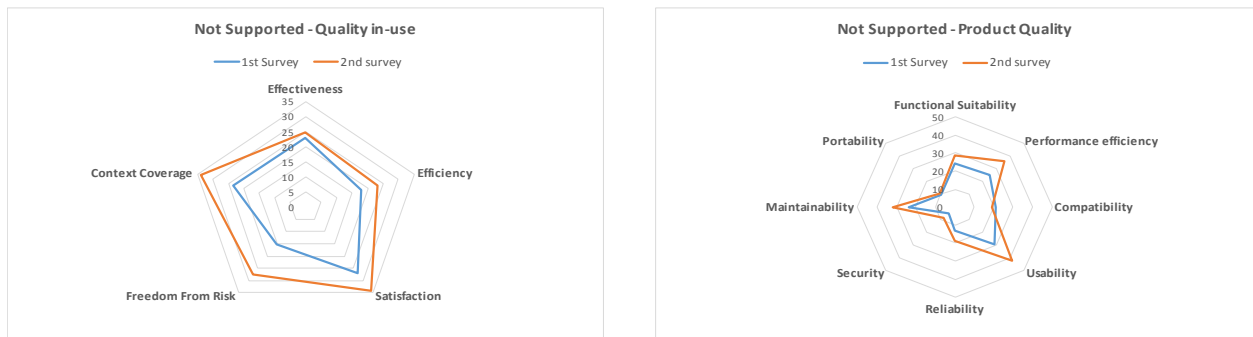 Not Supported - Quality in-use
1st Survey
2nd survey
Effectiveness
35
30
25
20
15
10
5
0
Context Coverage
Efficiency
Freedom From Risk
Satisfaction
Not Supported - Product Quality
1st Survey
2nd survey
Functional Suitability
50
40
30
20
10
0
Portability
Performance efficiency
Maintainability
Compatibility
Security
Usability
Reliability